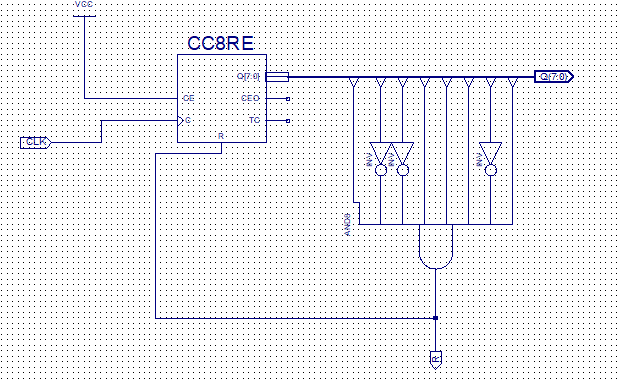 VCC
CC8RE
Q(7:0)
Q(7:0)
CE
CEO
C
TC
R
CLK
INV
INV
INV
AND8
R